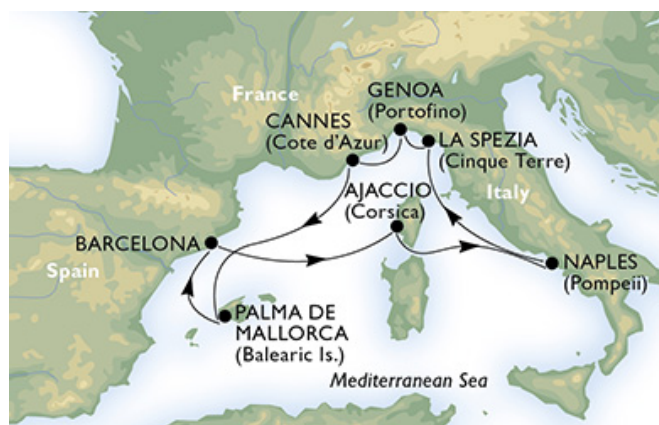 GENOA
(Portofino)
France
CANNES
(Cote d'Azur)
LA SPEZIA
(Cinque Terre)
AJACCIO
(Corsica)
Italy
BARCELONA
Spain
NAPLES
(Pompeii)
PALMA DE
MALLORCA
(Balearic Is.)
Mediterranean Sea